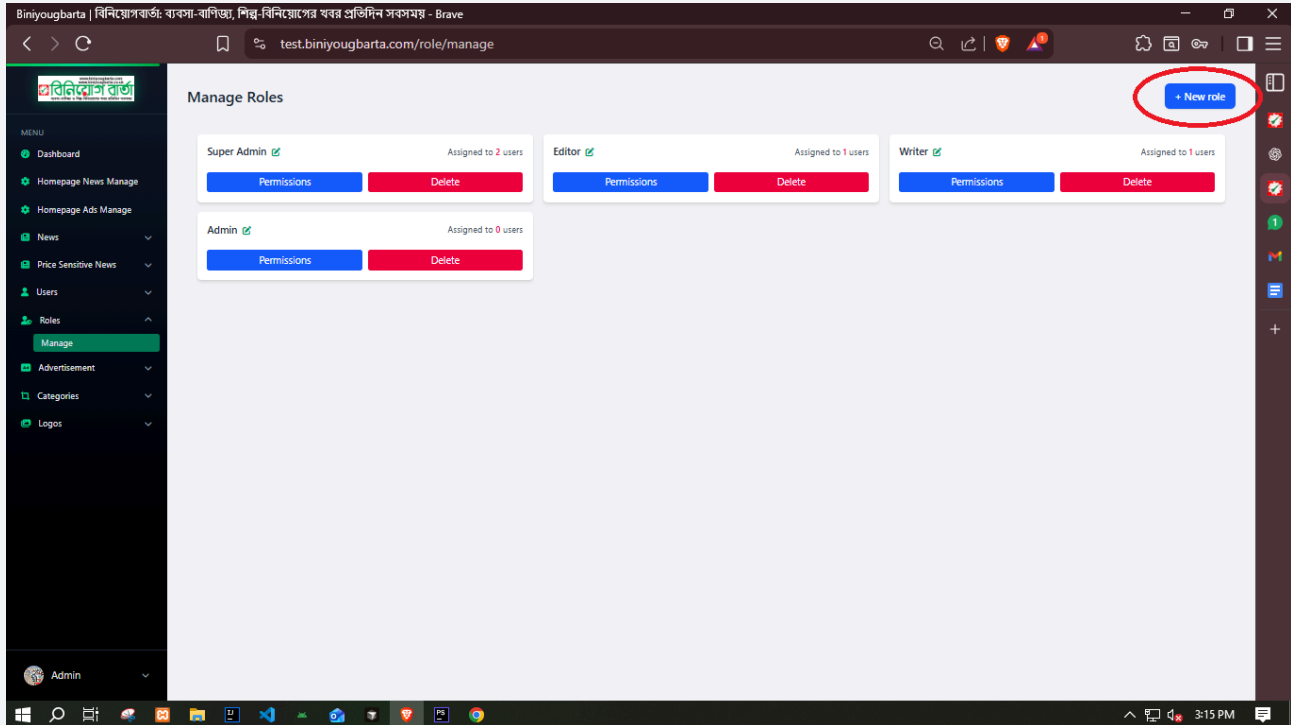 Biniyougbarta | বিনিয়োগবার্তা: ব্যবসা-বাণিজ্য, শিল্প-বিনিয়োগের খবর প্রতিদিন সবসময় - Brave
test.biniyougbarta.com/role/manage
1
বিনিয়োগ বার্তা
Manage Roles
+ New role
MENU
Dashboard
Homepage News Manage
Homepage Ads Manage
News
Price Sensitive News
Users
Roles
Manage
Advertisement
Categories
Logos
Super Admin Assigned to 2 users
Permissions Delete
Editor Assigned to 1 users
Permissions Delete
Writer Assigned to 1 users
Permissions Delete
Admin Assigned to 0 users
Permissions Delete
1
Admin
3:15 PM